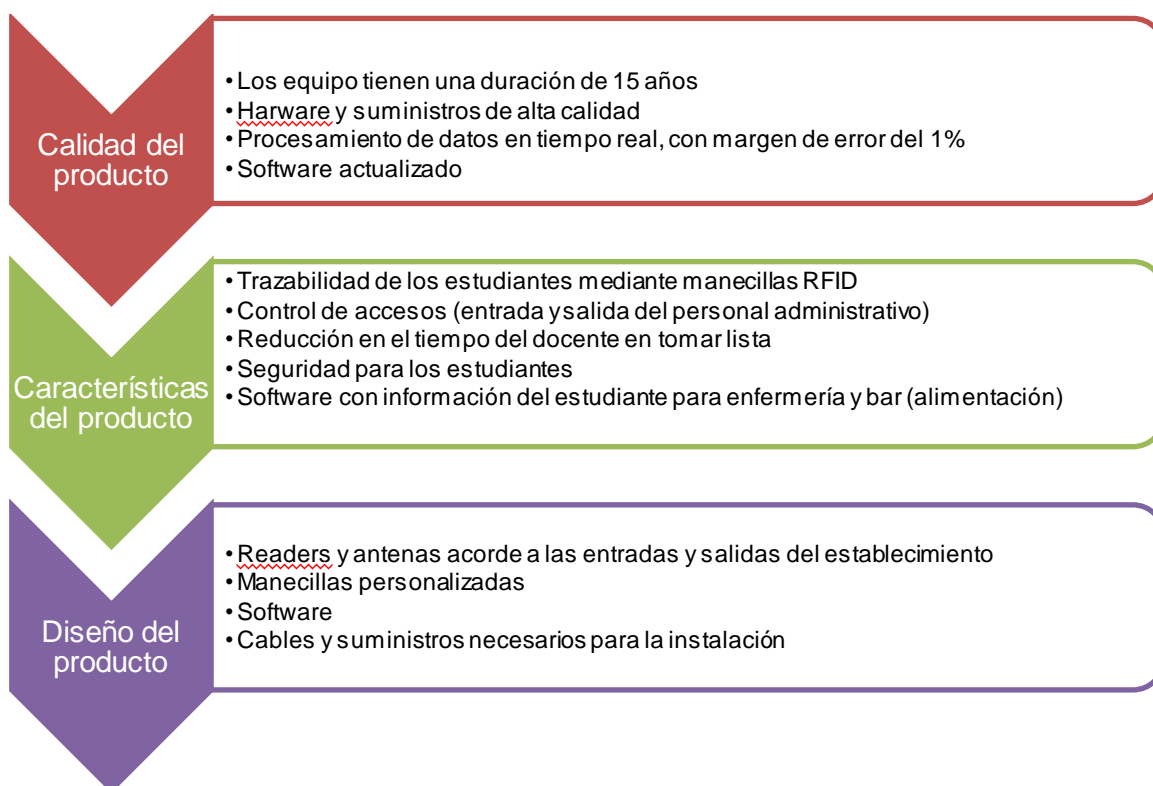 Calidad del
producto
• Los equipo tienen una duración de 15 años
• Harware y suministros de alta calidad
• Procesamiento de datos en tiempo real, con margen de error del 1%
• Software actualizado
Características
del producto
• Trazabilidad de los estudiantes mediante manecillas RFID
• Control de accesos (entrada y salida del personal administrativo)
• Reducción en el tiempo del docente en tomar lista
• Seguridad para los estudiantes
• Software con información del estudiante para enfermería y bar (alimentación)
Diseño del
producto
• Readers y antenas acorde a las entradas y salidas del establecimiento
• Manecillas personalizadas
• Software
• Cables y suministros necesarios para la instalación